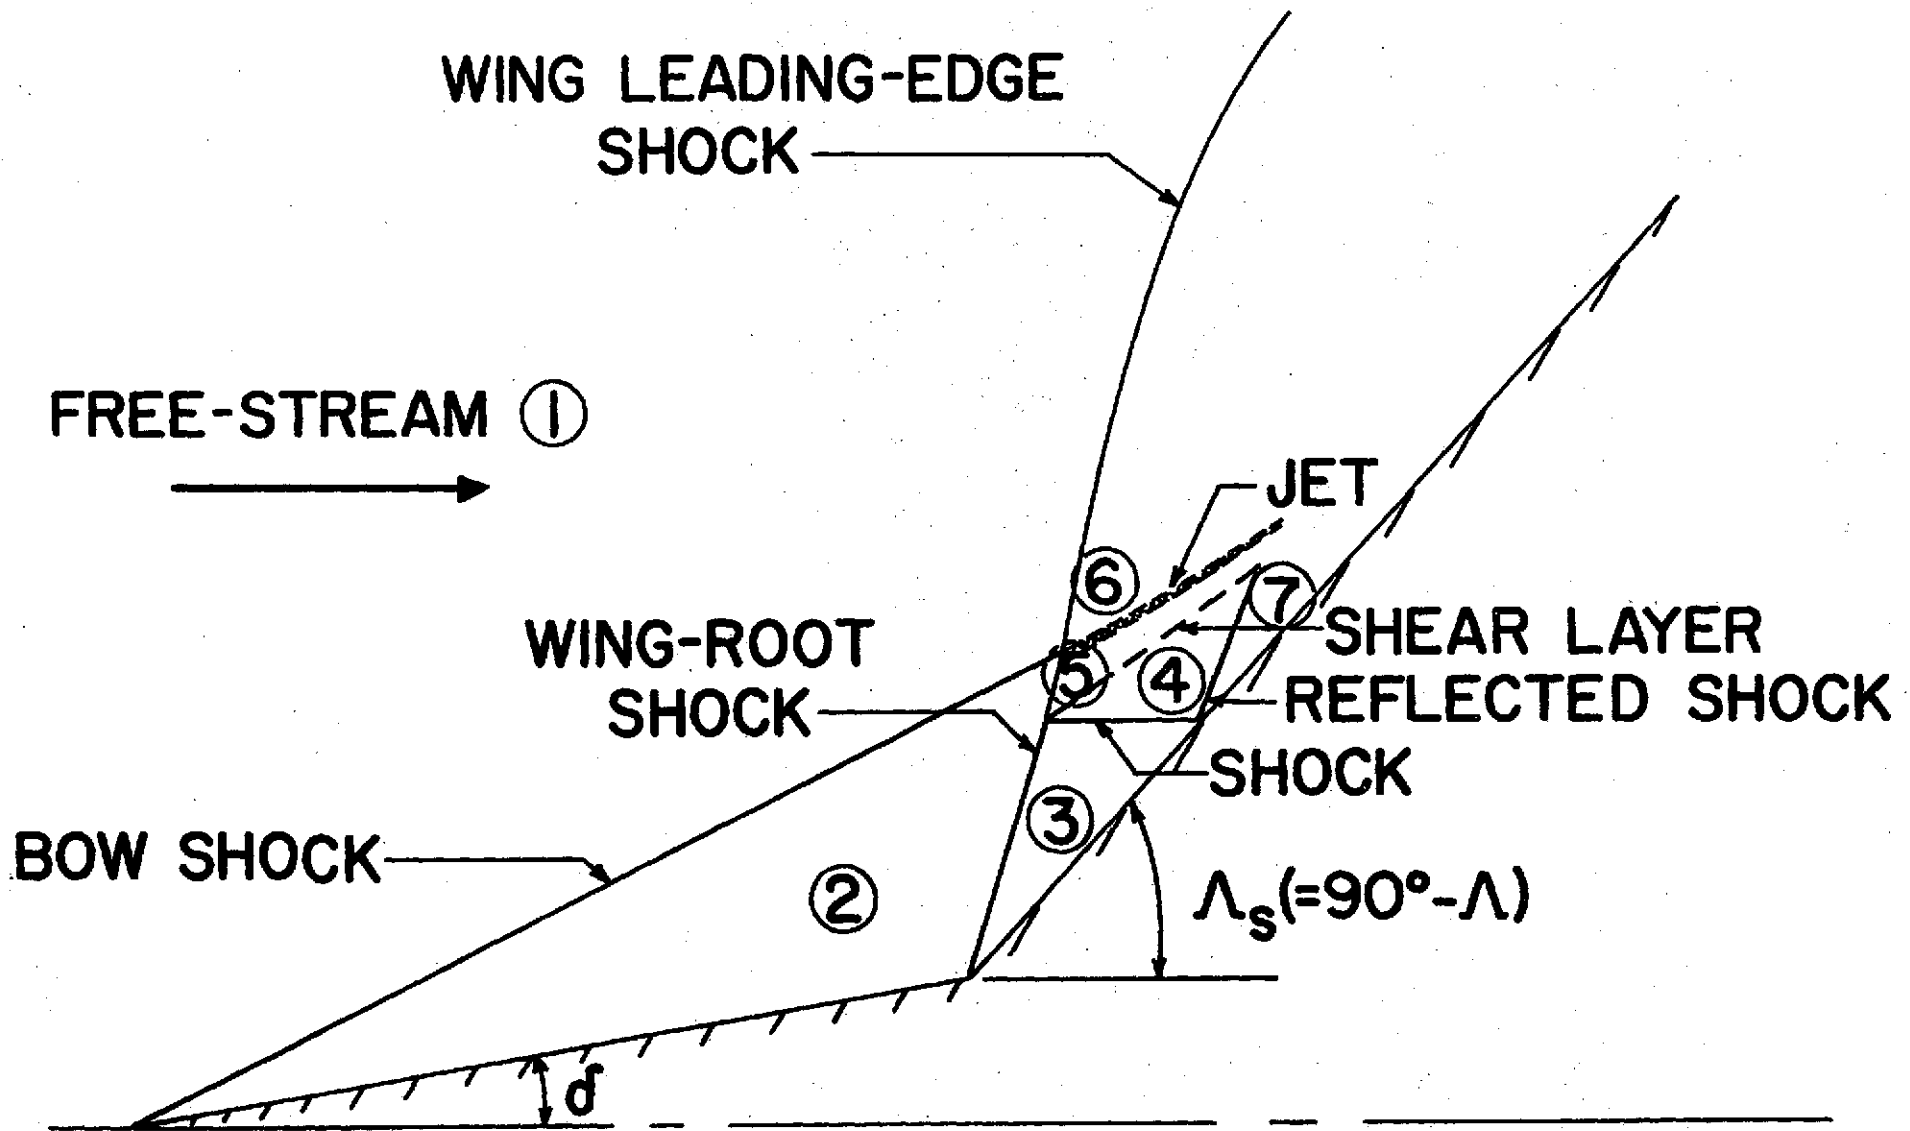 WING LEADING-EDGE
SHOCK
FREE-STREAM ①
JET
⑥
⑦
WING-ROOT
SHOCK
SHEAR LAYER
⑤
④
REFLECTED SHOCK
SHOCK
③
BOW SHOCK
②
Λs(=90°-Λ)
δ